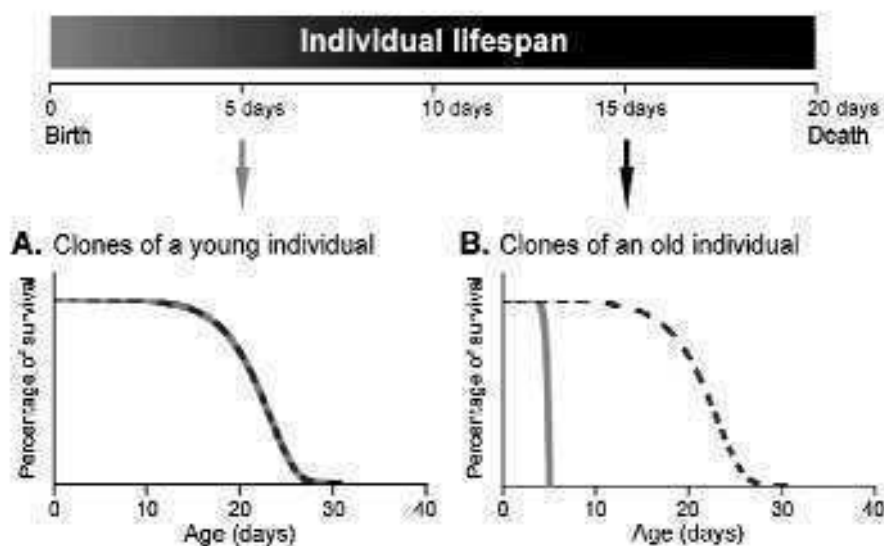 Individual lifespan
0 5 days 10 days 15 days 20 days
Birth Death
A. Clones of a young individual
Percentage of survival
0 10 20 30 40
Age (days)
B. Clones of an old individual
Percentage of survival
0 10 20 30 40
Age (days)